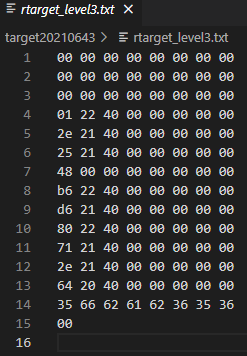 rtarget_level3.txt ×
target20210643 > rtarget_level3.txt
1 00 00 00 00 00 00 00 00
2 00 00 00 00 00 00 00 00
3 00 00 00 00 00 00 00 00
4 01 22 40 00 00 00 00 00
5 2e 21 40 00 00 00 00 00
6 25 21 40 00 00 00 00 00
7 48 00 00 00 00 00 00 00
8 b6 22 40 00 00 00 00 00
9 d6 21 40 00 00 00 00 00
10 80 22 40 00 00 00 00 00
11 71 21 40 00 00 00 00 00
12 2e 21 40 00 00 00 00 00
13 64 20 40 00 00 00 00 00
14 35 66 62 61 62 36 35 36
15 00
16